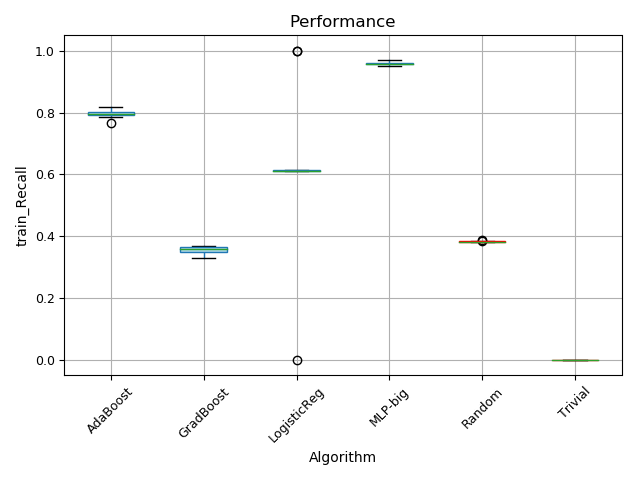 Performance
train_Recall
1.0
0.8
0.6
0.4
0.2
0.0
AdaBoost
GradBoost
LogisticReg
MLP-big
Random
Trivial
Algorithm